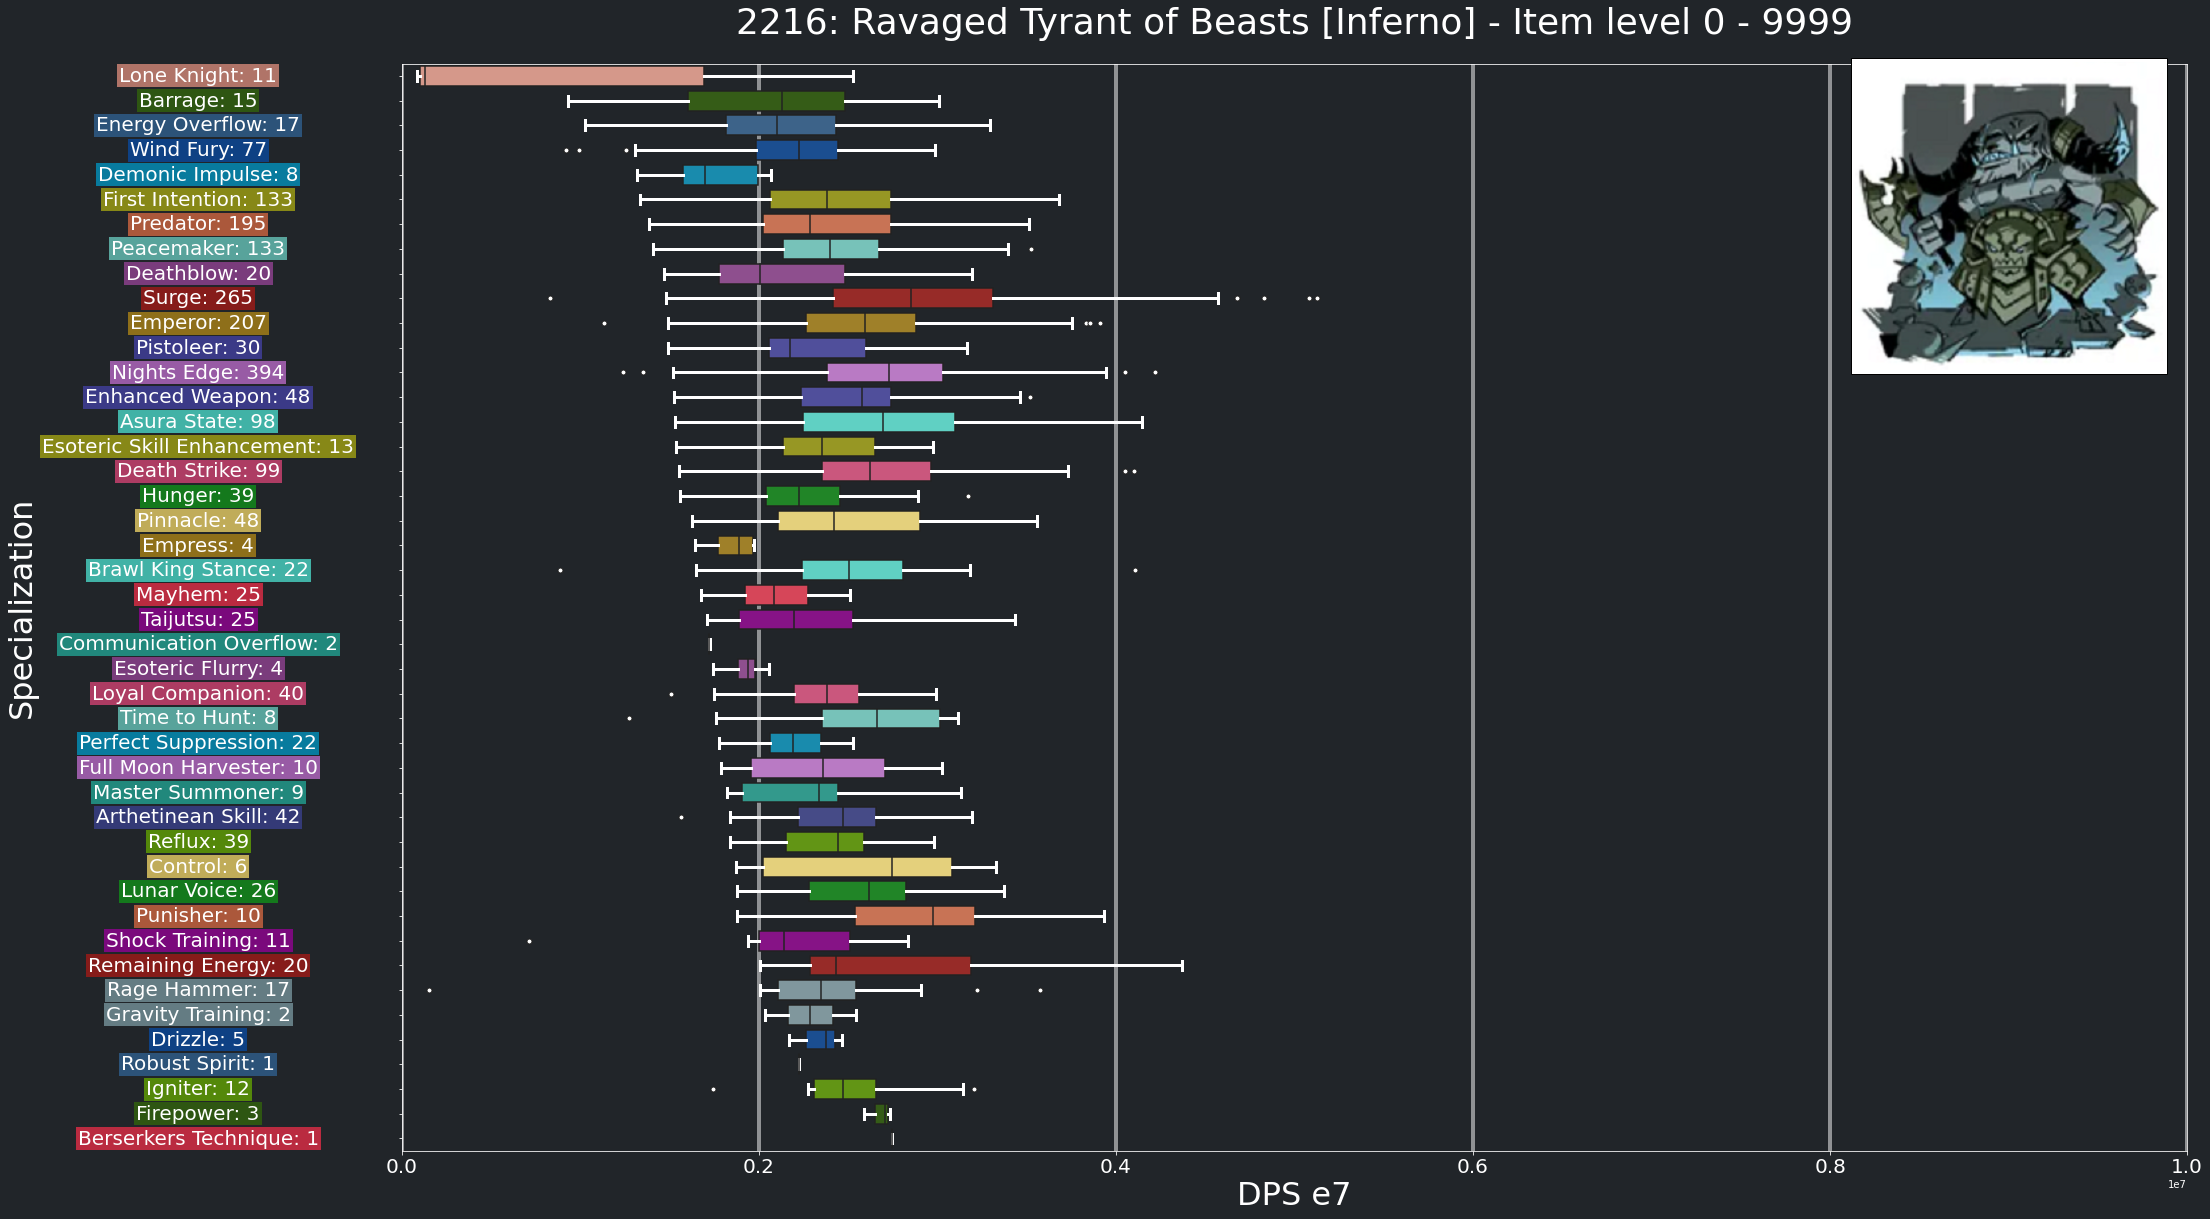 2216: Ravaged Tyrant of Beasts [Inferno] - Item level 0 - 9999
Specialization
Lone Knight: 11
Barrage: 15
Energy Overflow: 17
Wind Fury: 77
Demonic Impulse: 8
First Intention: 133
Predator: 195
Peacemaker: 133
Deathblow: 20
Surge: 265
Emperor: 207
Pistoleer: 30
Nights Edge: 394
Enhanced Weapon: 48
Asura State: 98
Esoteric Skill Enhancement: 13
Death Strike: 99
Hunger: 39
Pinnacle: 48
Empress: 4
Brawl King Stance: 22
Mayhem: 25
Taijutsu: 25
Communication Overflow: 2
Esoteric Flurry: 4
Loyal Companion: 40
Time to Hunt: 8
Perfect Suppression: 22
Full Moon Harvester: 10
Master Summoner: 9
Arthetinean Skill: 42
Reflux: 39
Control: 6
Lunar Voice: 26
Punisher: 10
Shock Training: 11
Remaining Energy: 20
Rage Hammer: 17
Gravity Training: 2
Drizzle: 5
Robust Spirit: 1
Igniter: 12
Firepower: 3
Berserkers Technique: 1
0.0 0.2 0.4 0.6 0.8 1.0
1e7
DPS e7